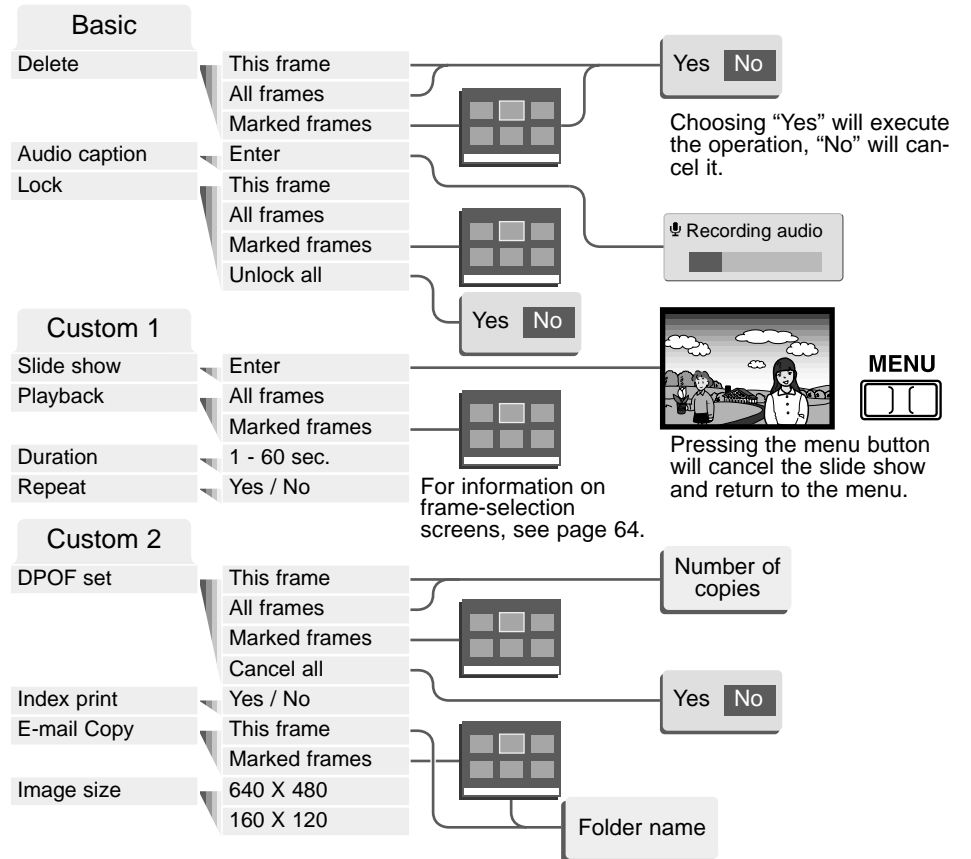 Basic
Delete
This frame
All frames
Marked frames
Yes No
Choosing “Yes” will execute
the operation, “No” will can-
cel it.
Audio caption
Enter
Lock
This frame
All frames
Marked frames
Unlock all
Recording audio
Yes No
Custom 1
Slide show
Enter
Playback
All frames
Marked frames
Duration
1 - 60 sec.
Repeat
Yes / No
For information on
frame-selection
screens, see page 64.
MENU
Pressing the menu button
will cancel the slide show
and return to the menu.
Custom 2
DPOF set
This frame
All frames
Marked frames
Cancel all
Number of
copies
Yes No
Index print
Yes / No
E-mail Copy
This frame
Marked frames
Image size
640 X 480
160 X 120
Folder name